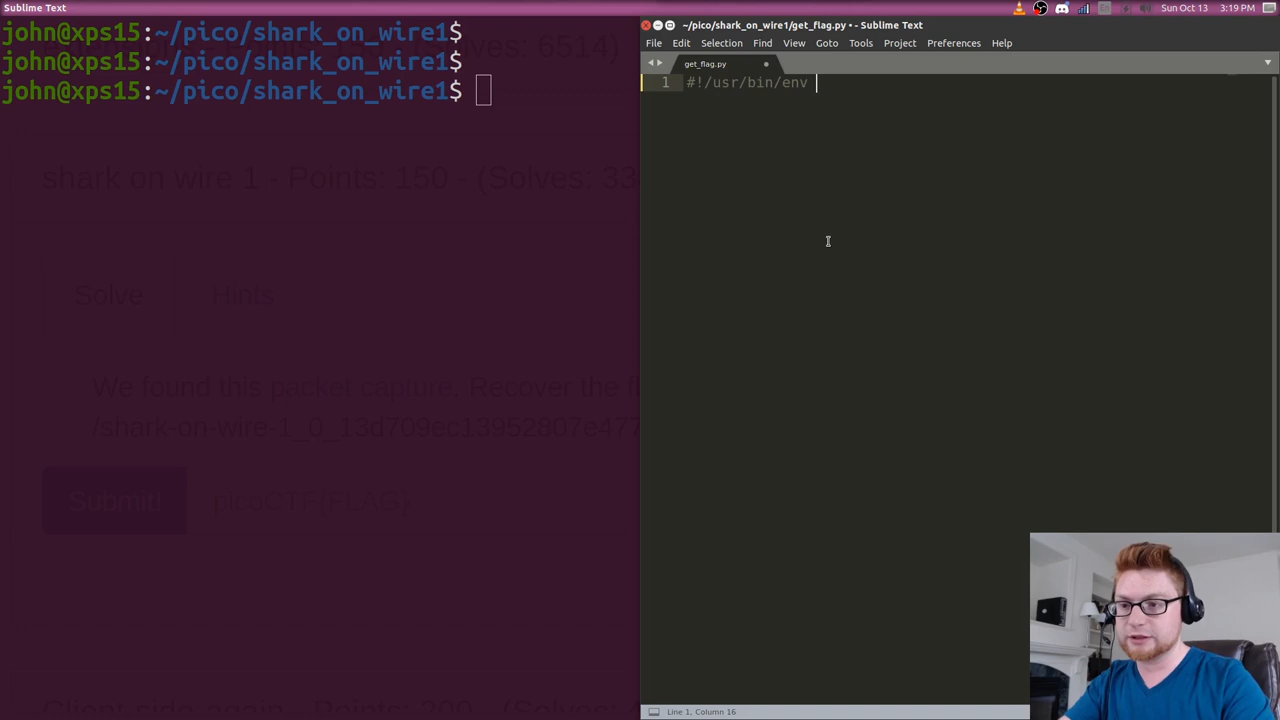 Sublime Text
Sun Oct 13 3:19 PM
john@xps15:~/pico/shark_on_wire1$
john@xps15:~/pico/shark_on_wire1$
john@xps15:~/pico/shark_on_wire1$
Solves: 6514)
shark on wire 1 - Points: 150 - (Solves: 33
Solve Hints
We found this packet capture. Recover the fl
/shark-on-wire-1_0_13d709ec13952807e477
Submit! picoCTF{FLAG}
Client-side-again - Points: 200 - (Solves:
~/pico/shark_on_wire1/get_flag.py • - Sublime Text
File Edit Selection Find View Goto Tools Project Preferences Help
get_flag.py
1 #!/usr/bin/env
Line 1, Column 16